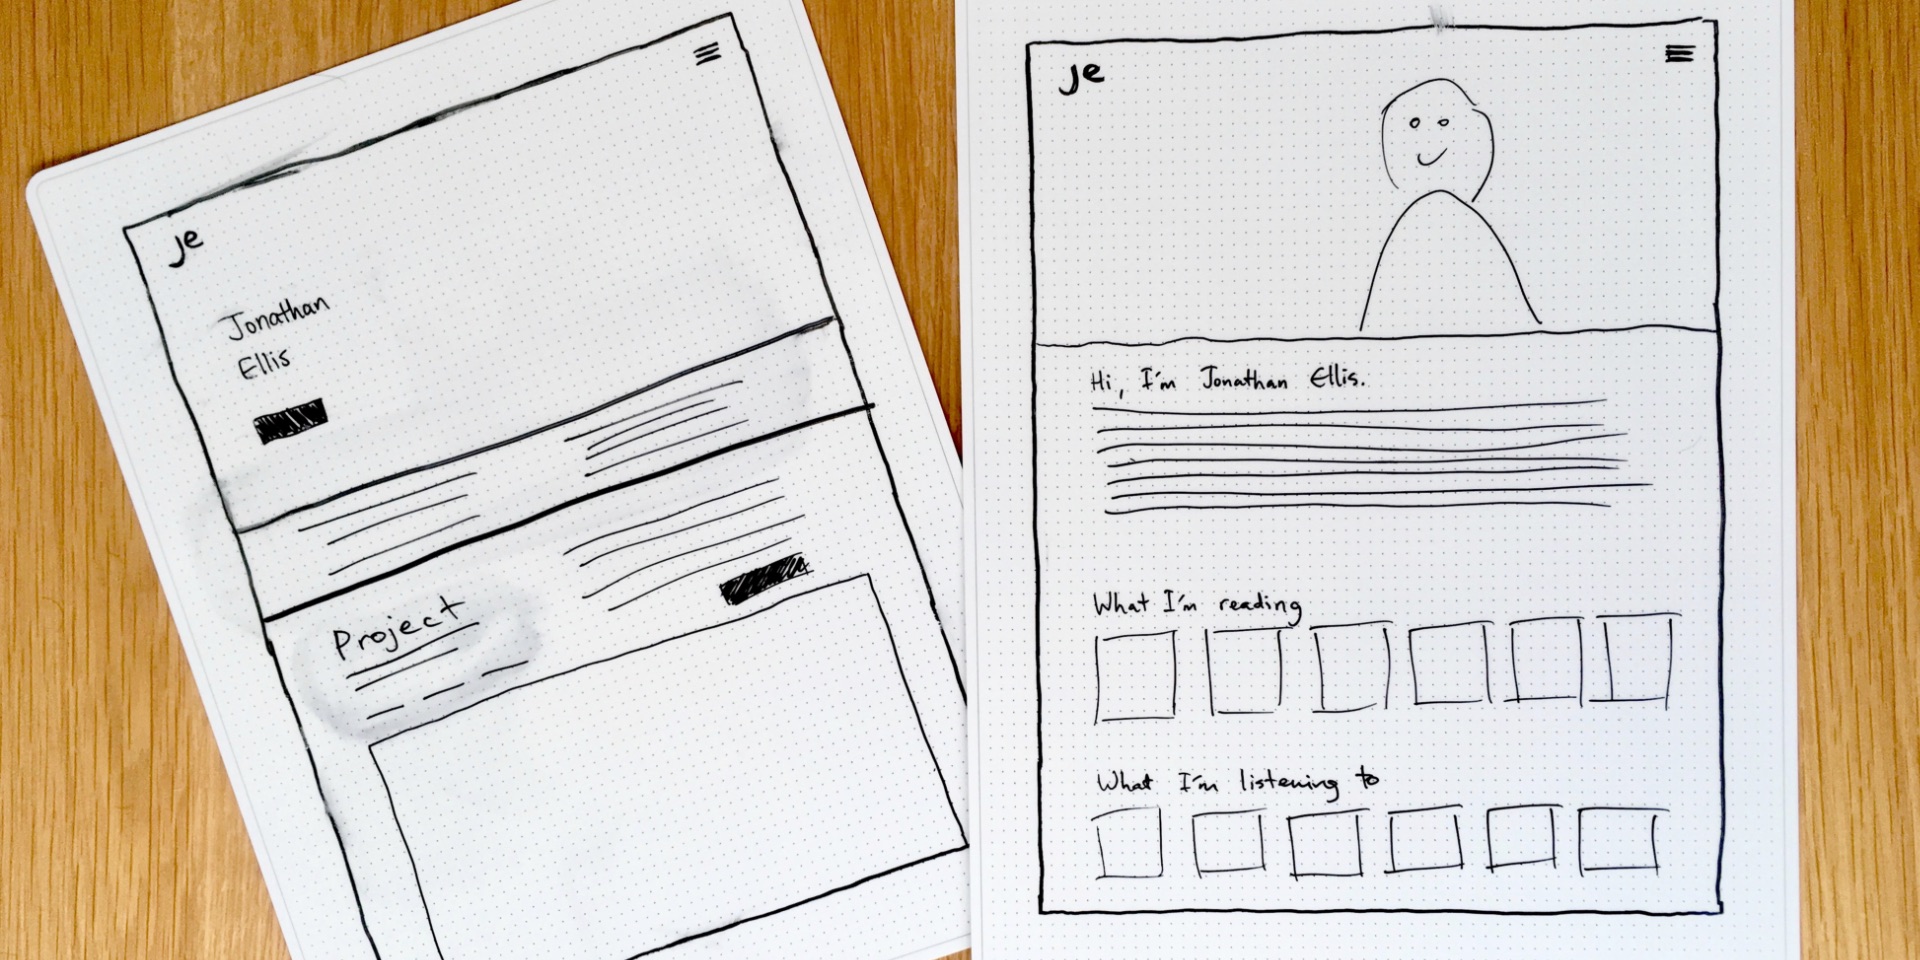 je
Jonathan
Ellis
Project
je
Hi, I'm Jonathan Ellis.
What I'm reading
What I'm listening to